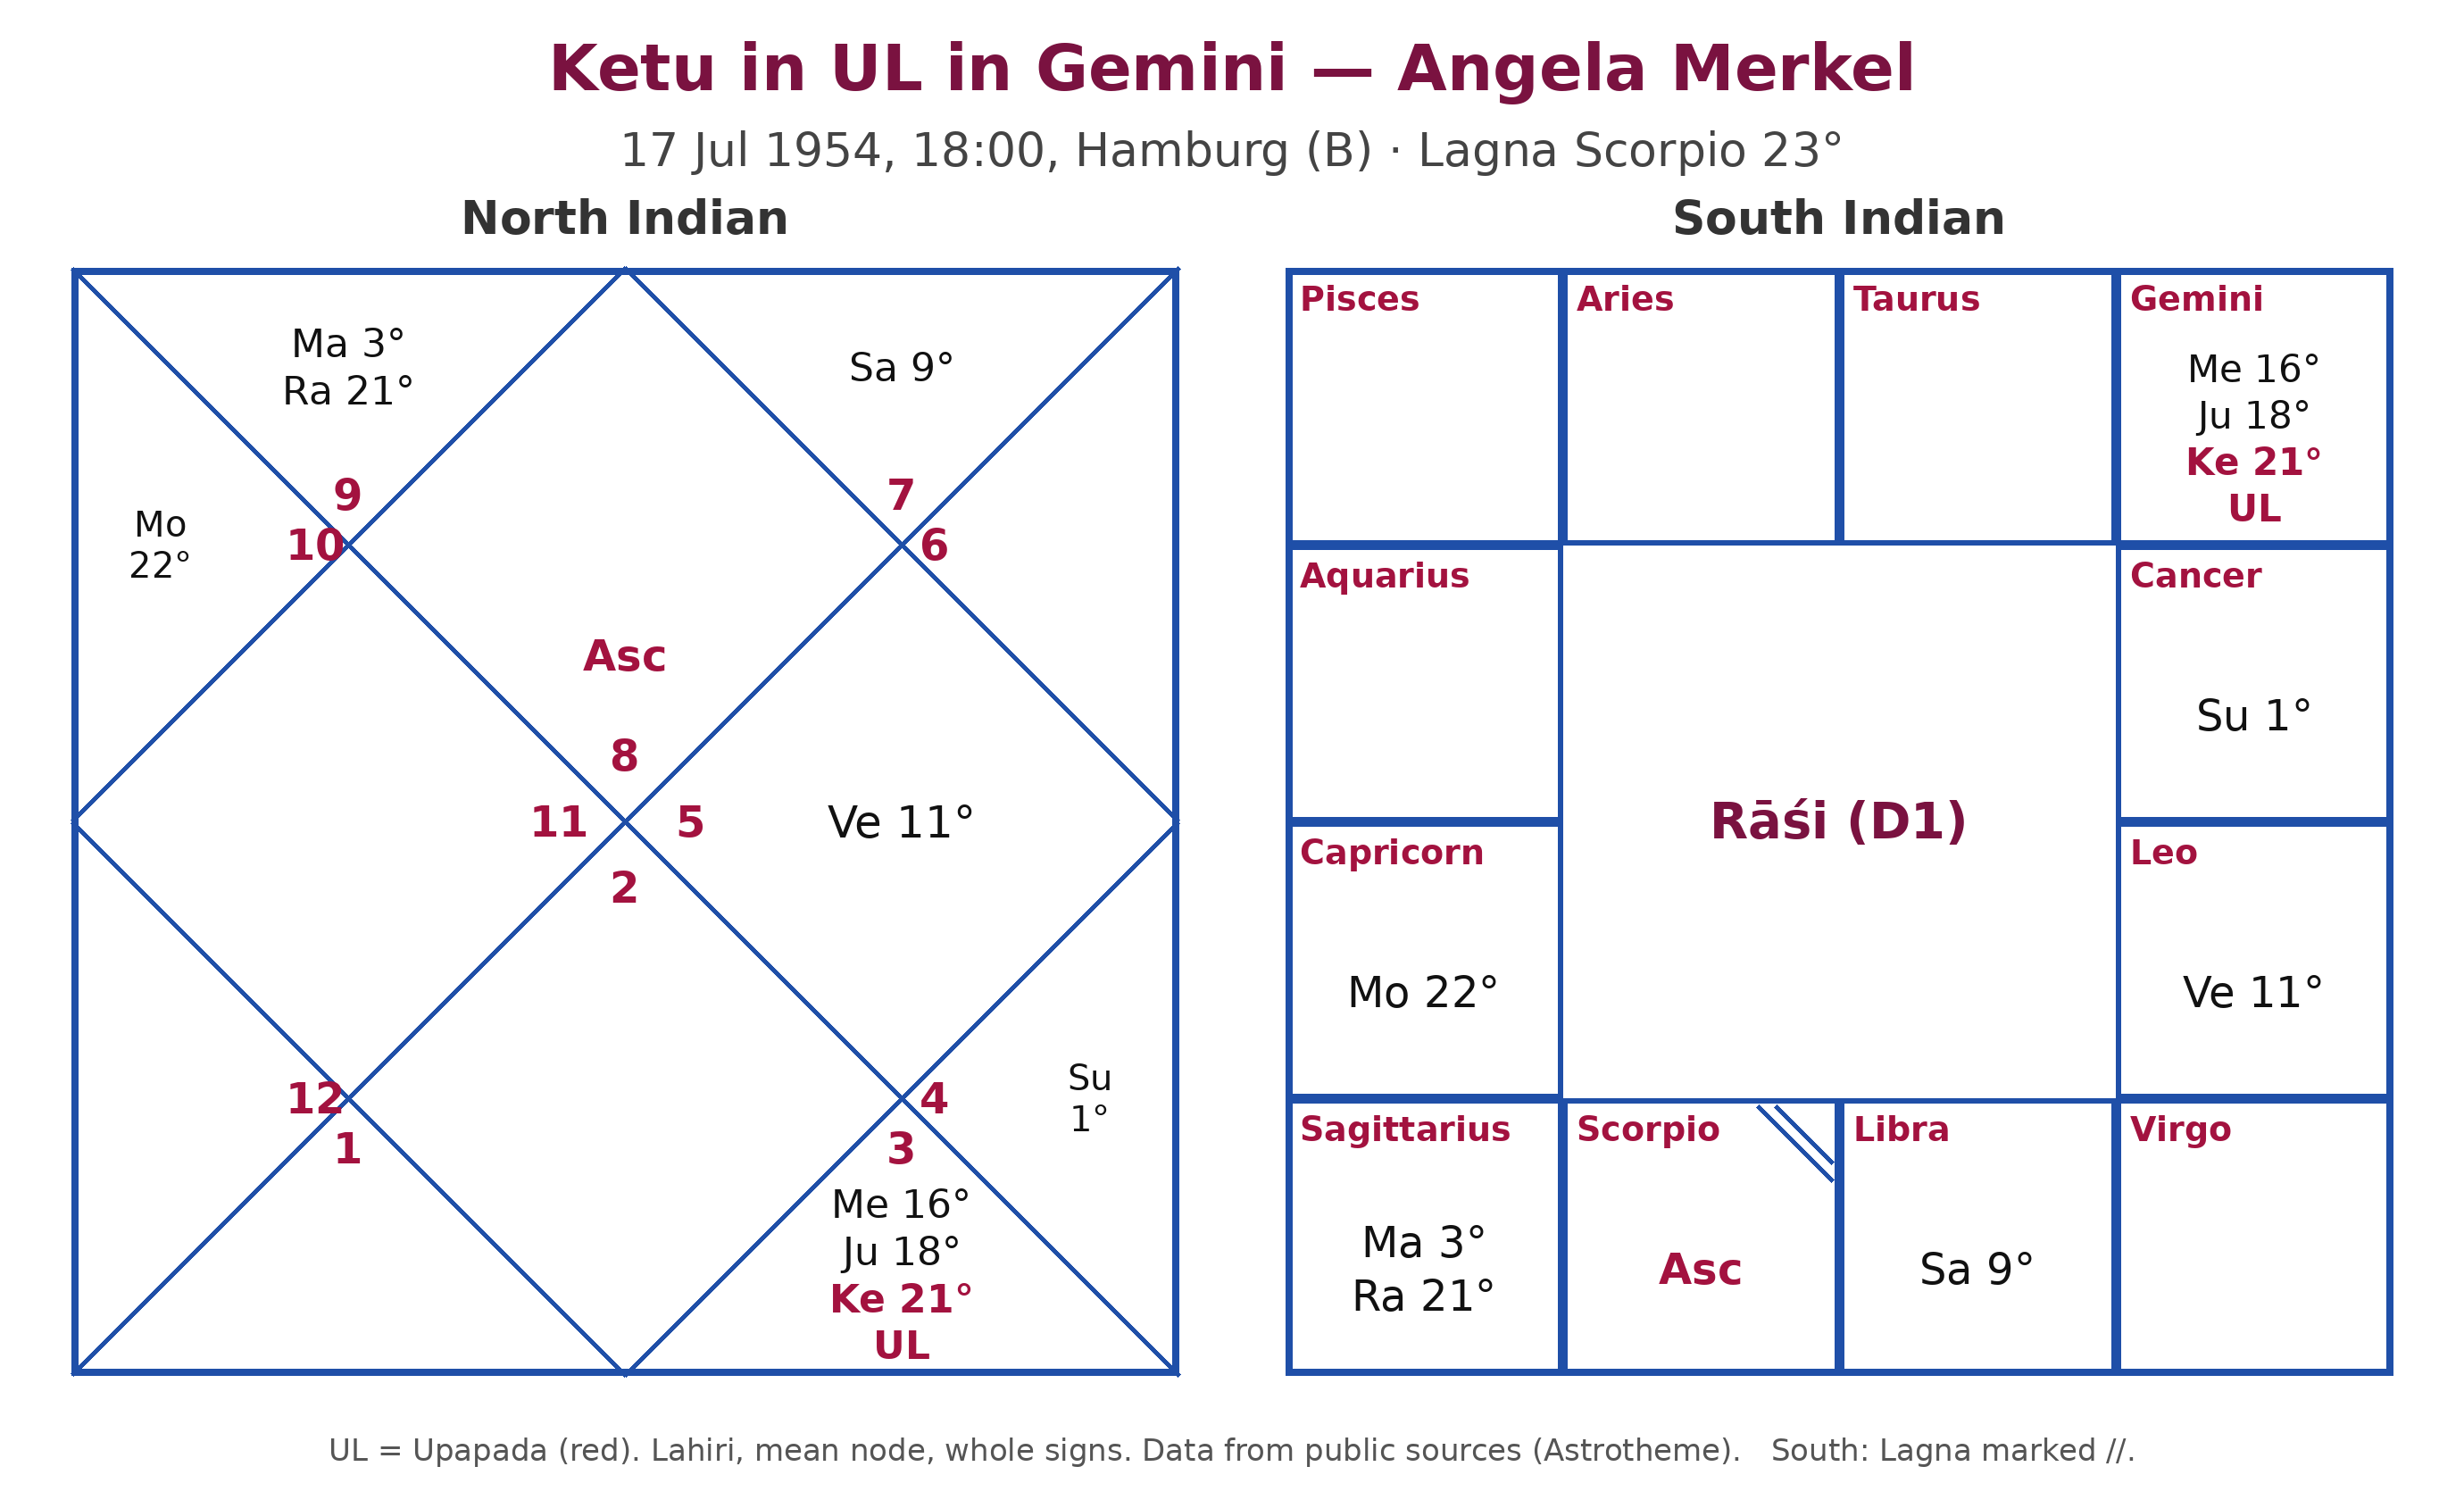 Ketu in UL in Gemini — Angela Merkel
17 Jul 1954, 18:00, Hamburg (B) · Lagna Scorpio 23°
North Indian
Ma 3°
Ra 21°
Sa 9°
9
7
Mo
22°
10
6
Asc
8
11
5
Ve 11°
2
Su
1°
12
4
1
3
Me 16°
Ju 18°
Ke 21°
UL
South Indian
Pisces
Aries
Taurus
Gemini
Me 16°
Ju 18°
Ke 21°
UL
Aquarius
Cancer
Su 1°
Rāśi (D1)
Capricorn
Mo 22°
Leo
Ve 11°
Sagittarius
Ma 3°
Ra 21°
Scorpio
Asc
Libra
Sa 9°
Virgo
UL = Upapada (red). Lahiri, mean node, whole signs. Data from public sources (Astrotheme). South: Lagna marked //.